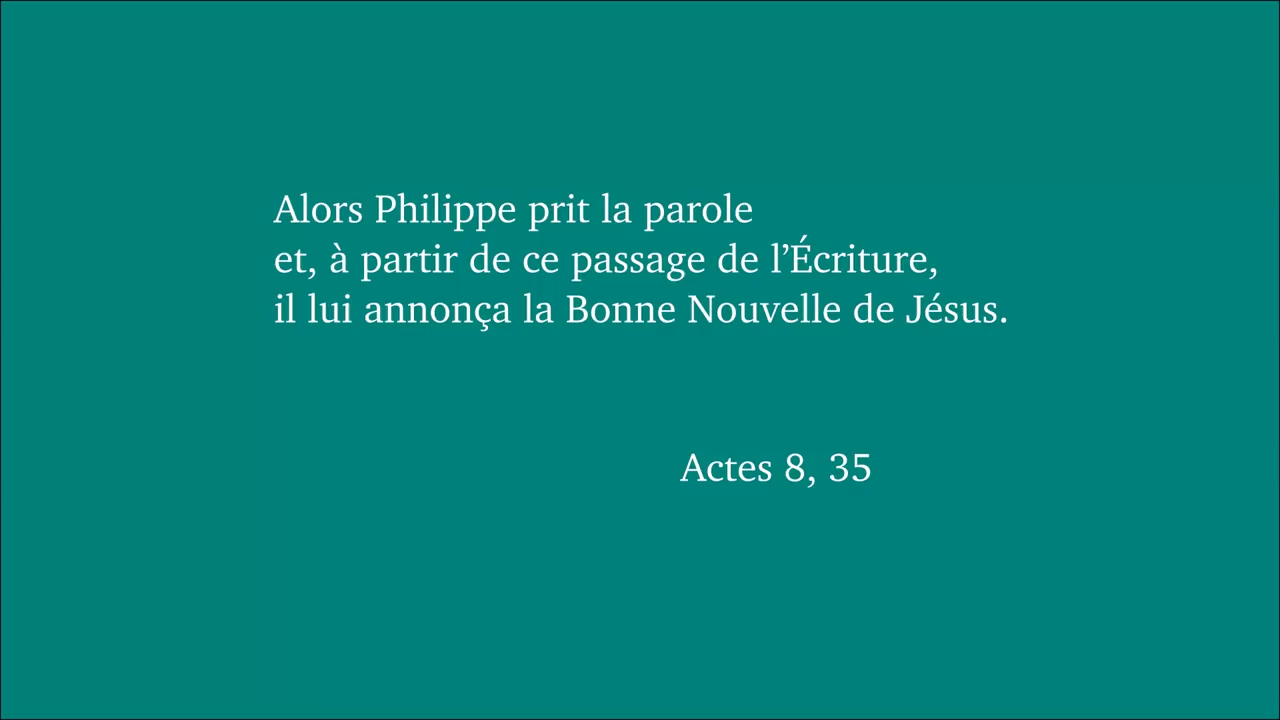 Alors Philippe prit la parole
et, à partir de ce passage de l’Écriture,
il lui annonça la Bonne Nouvelle de Jésus.
Actes 8, 35